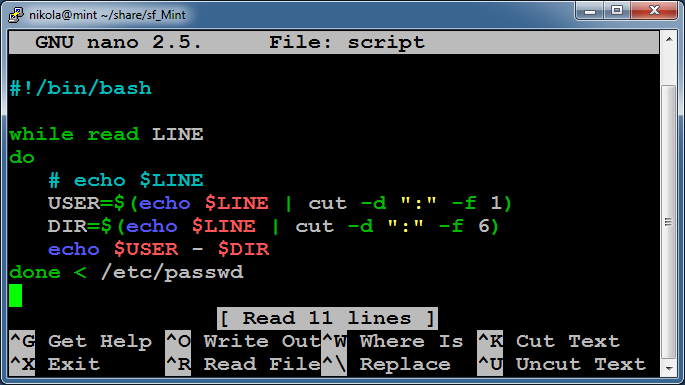 nikola@mint ~/share/sf_Mint
GNU nano 2.5. File: script
#!/bin/bash
while read LINE
do
# echo $LINE
USER=$(echo $LINE | cut -d ":" -f 1)
DIR=$(echo $LINE | cut -d ":" -f 6)
echo $USER - $DIR
done < /etc/passwd
[ Read 11 lines ]
^G Get Help ^O Write Out ^W Where Is ^K Cut Text
^X Exit ^R Read File ^\ Replace ^U Uncut Text